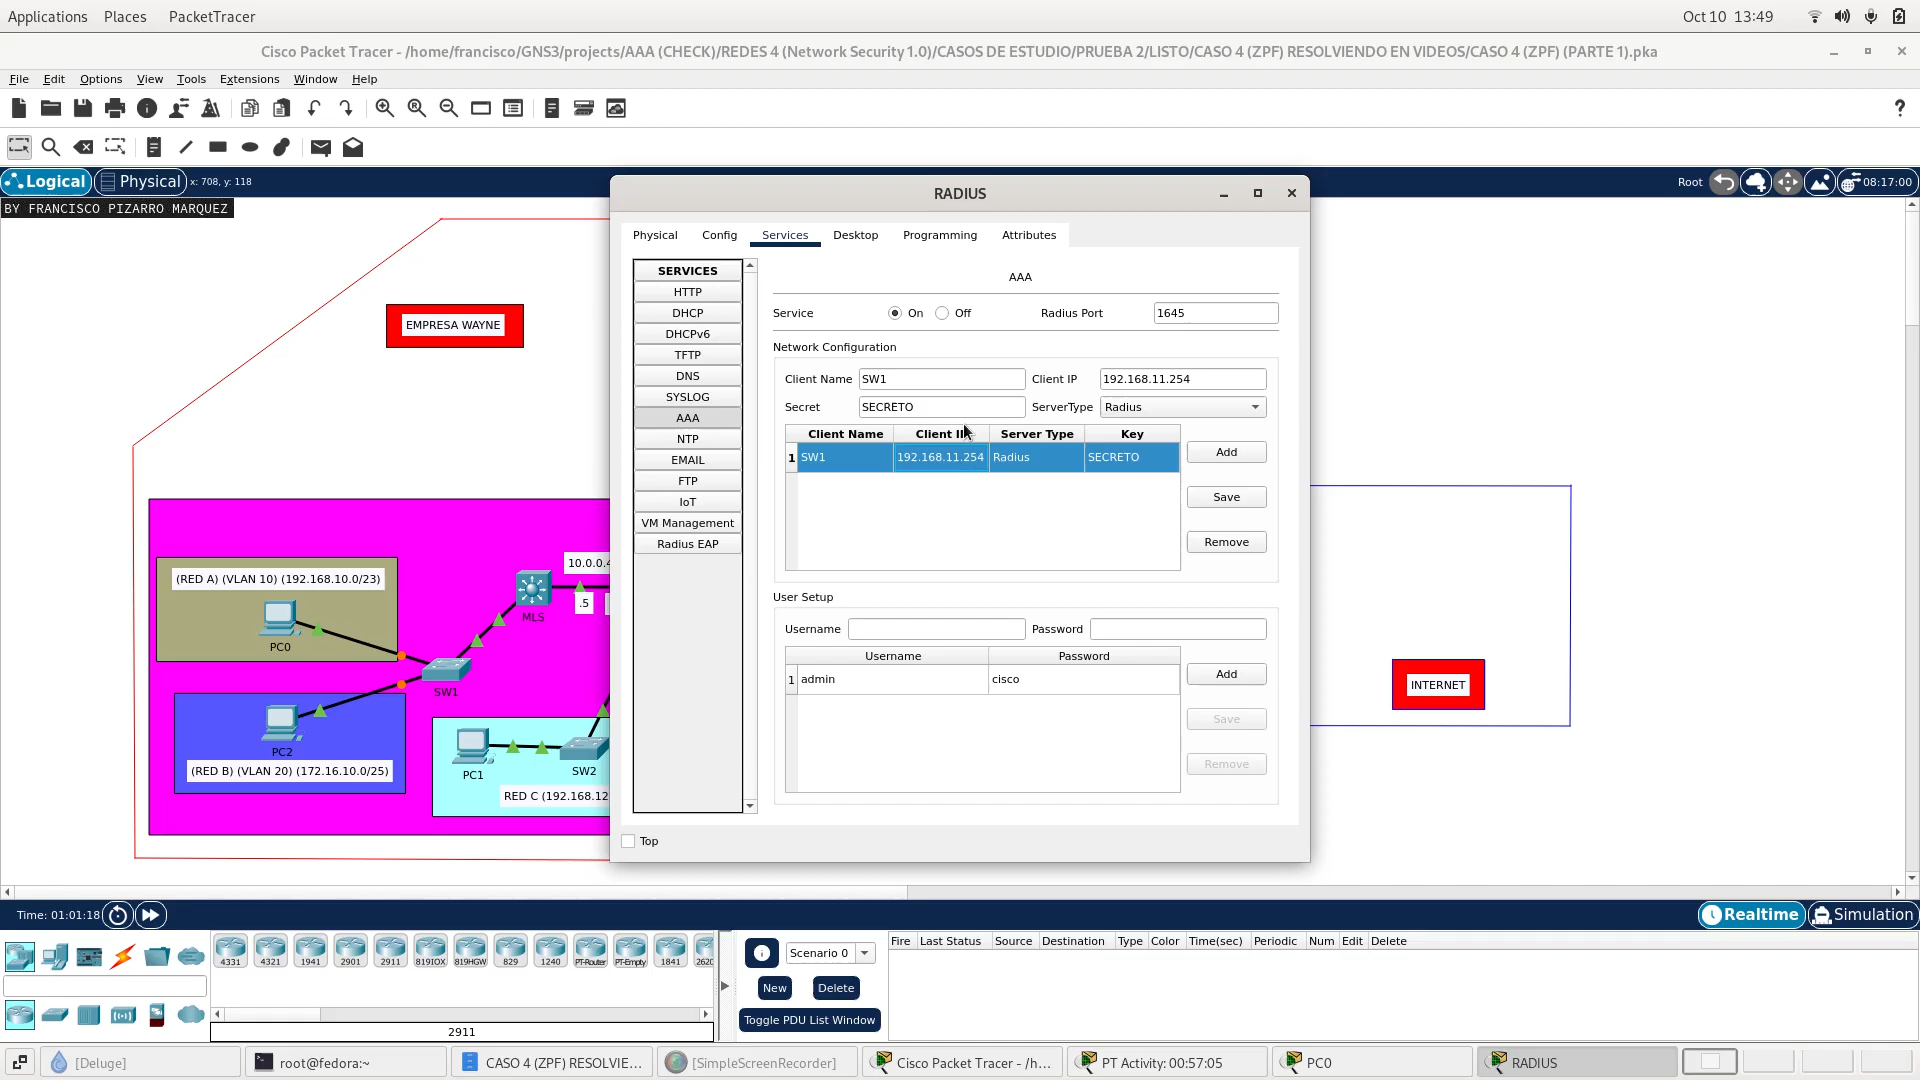 Applications Places PacketTracer Oct 10 13:49
Cisco Packet Tracer - /home/francisco/GNS3/projects/AAA (CHECK)/REDES 4 (Network Security 1.0)/CASOS DE ESTUDIO/PRUEBA 2/LISTO/CASO 4 (ZPF) RESOLVIENDO EN VIDEOS/CASO 4 (ZPF) (PARTE 1).pka
File Edit Options View Tools Extensions Window Help
Logical Physical x: 708, y: 118 Root 08:17:00
BY FRANCISCO PIZARRO MARQUEZ
RADIUS
Physical Config Services Desktop Programming Attributes
SERVICES
HTTP
DHCP
DHCPv6
TFTP
DNS
SYSLOG
AAA
NTP
EMAIL
FTP
IoT
VM Management
Radius EAP
AAA
Service On Off Radius Port 1645
Network Configuration
Client Name SW1 Client IP 192.168.11.254
Secret SECRETO ServerType Radius
Client Name Client IP Server Type Key
1 SW1 192.168.11.254 Radius SECRETO
Add
Save
Remove
User Setup
Username Password
Username Password
1 admin cisco
Add
Save
Remove
Top
EMPRESA WAYNE
(RED A) (VLAN 10) (192.168.10.0/23)
PC0
10.0.0.4
.5
MLS
SW1
PC2
(RED B) (VLAN 20) (172.16.10.0/25)
PC1
SW2
RED C (192.168.12
INTERNET
Time: 01:01:18 Realtime Simulation
4331 4321 1941 2901 2911 819IOX 819HGW 829 1240 PT-Router PT-Empty 1841 2620
2911
Scenario 0
New Delete
Toggle PDU List Window
Fire Last Status Source Destination Type Color Time(sec) Periodic Num Edit Delete
[Deluge] root@fedora:~ CASO 4 (ZPF) RESOLVIE... [SimpleScreenRecorder] Cisco Packet Tracer - /h... PT Activity: 00:57:05 PC0 RADIUS